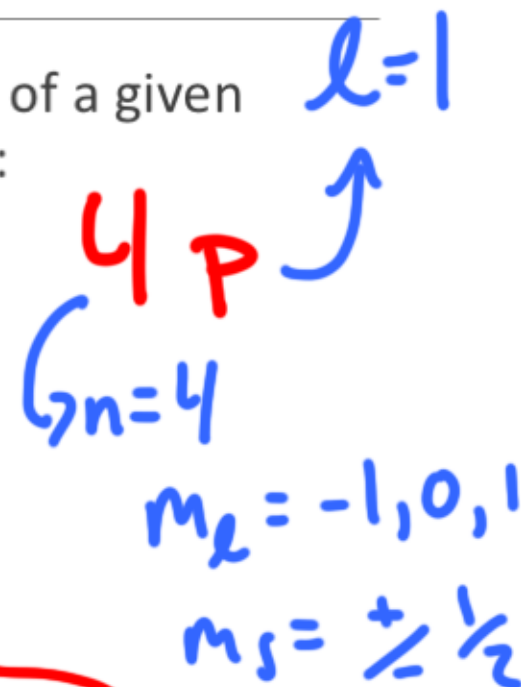 of a given
l=1
:
4 p
n=4
mℓ = -1,0,1
ms = +/- 1/2